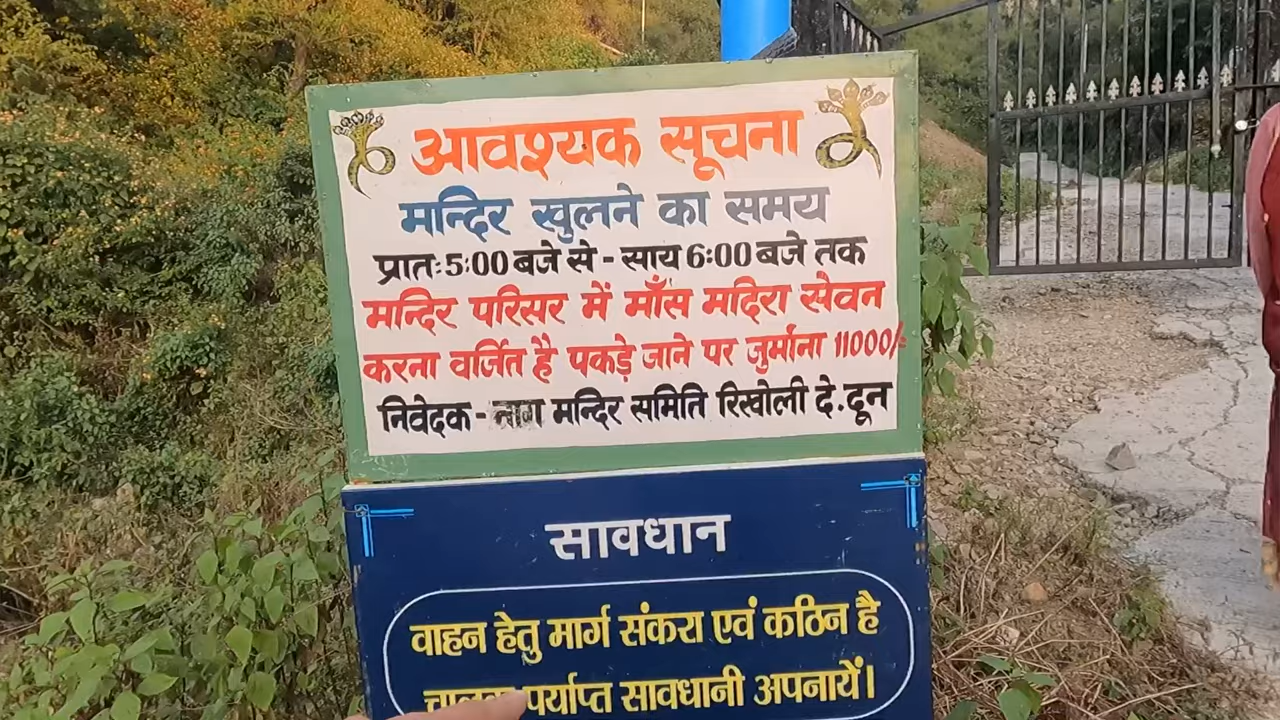 आवश्यक सूचना
मन्दिर खुलने का समय
प्रातः 5:00 बजे से - साय 6:00 बजे तक
मन्दिर परिसर में माँस मदिरा सेवन
करना वर्जित है पकड़े जाने पर जुर्माना 11000/-
निवेदक - नाग मन्दिर समिति रिखोली दे. दून
सावधान
वाहन हेतु मार्ग संकरा एवं कठिन है
पर्याप्त सावधानी अपनायें।